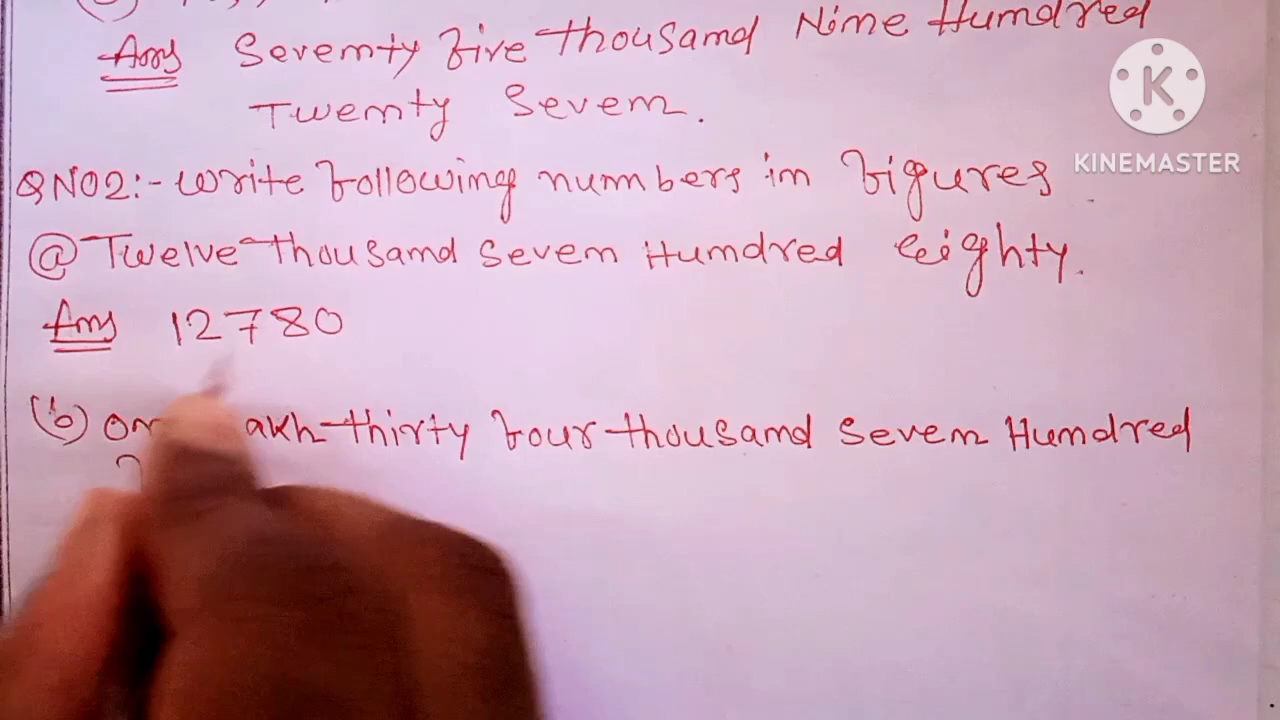 Ans Seventy five thousand Nine Hundred
Twenty Seven.
KINEMASTER
Q NO2:- write following numbers in figures
@ Twelve thousand seven Hundred eighty.
Ans 12780
(b) thirty four thousand seven Hundred